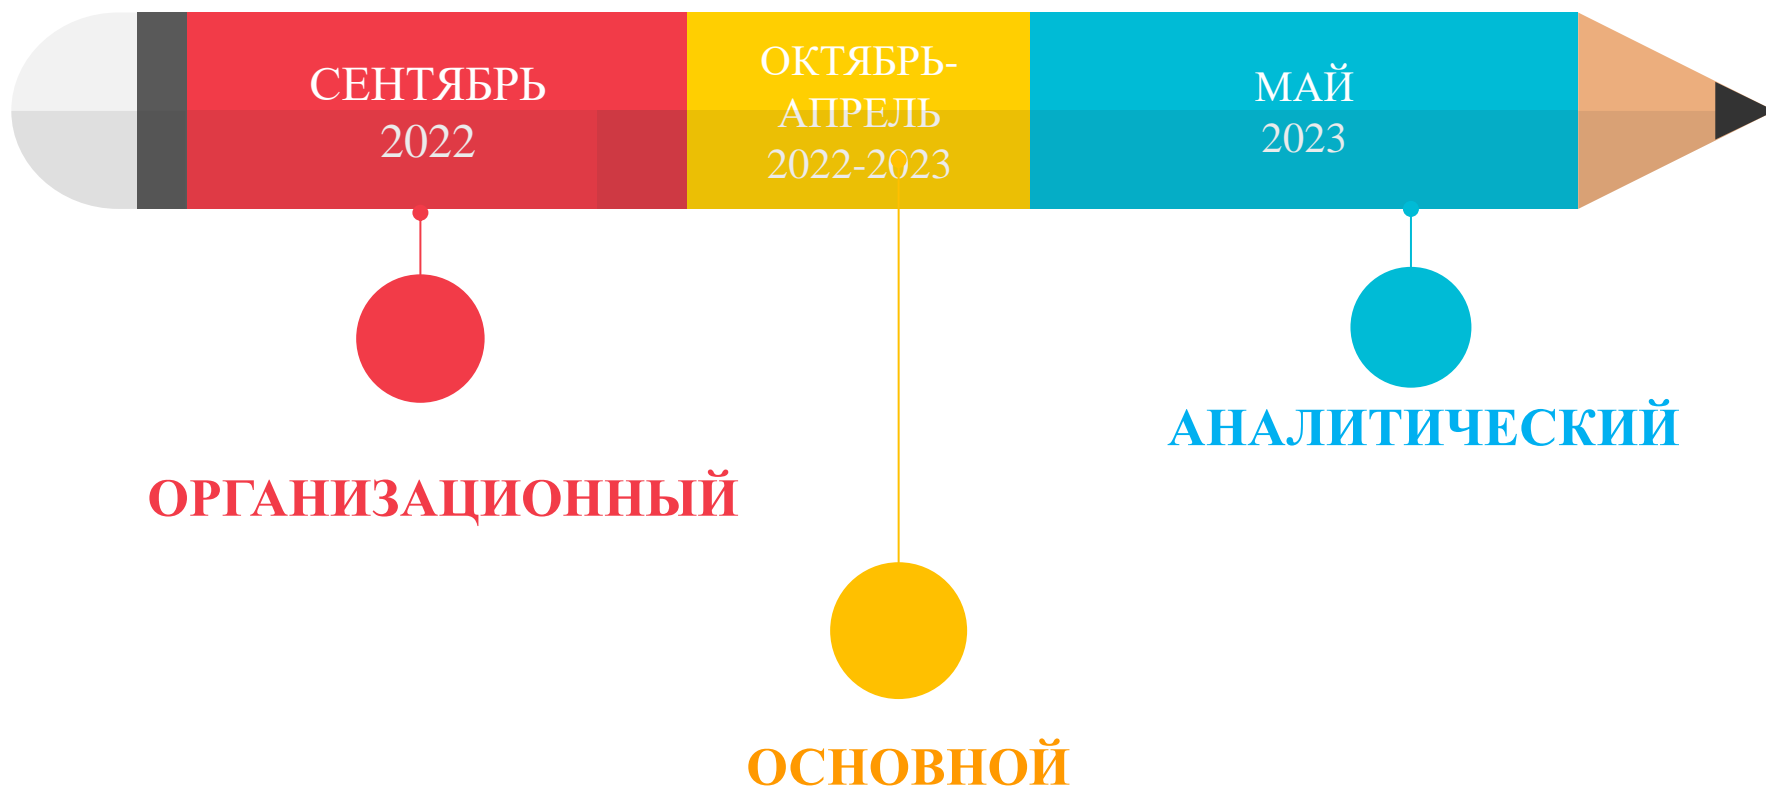 СЕНТЯБРЬ
2022
ОКТЯБРЬ-
АПРЕЛЬ
2022-2023
МАЙ
2023
ОРГАНИЗАЦИОННЫЙ
ОСНОВНОЙ
АНАЛИТИЧЕСКИЙ